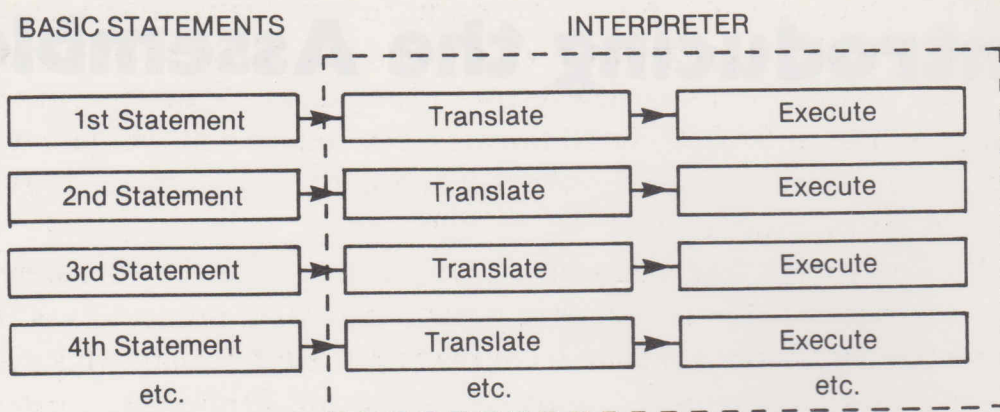 BASIC STATEMENTS INTERPRETER
1st Statement Translate Execute
2nd Statement Translate Execute
3rd Statement Translate Execute
4th Statement Translate Execute
etc. etc. etc.